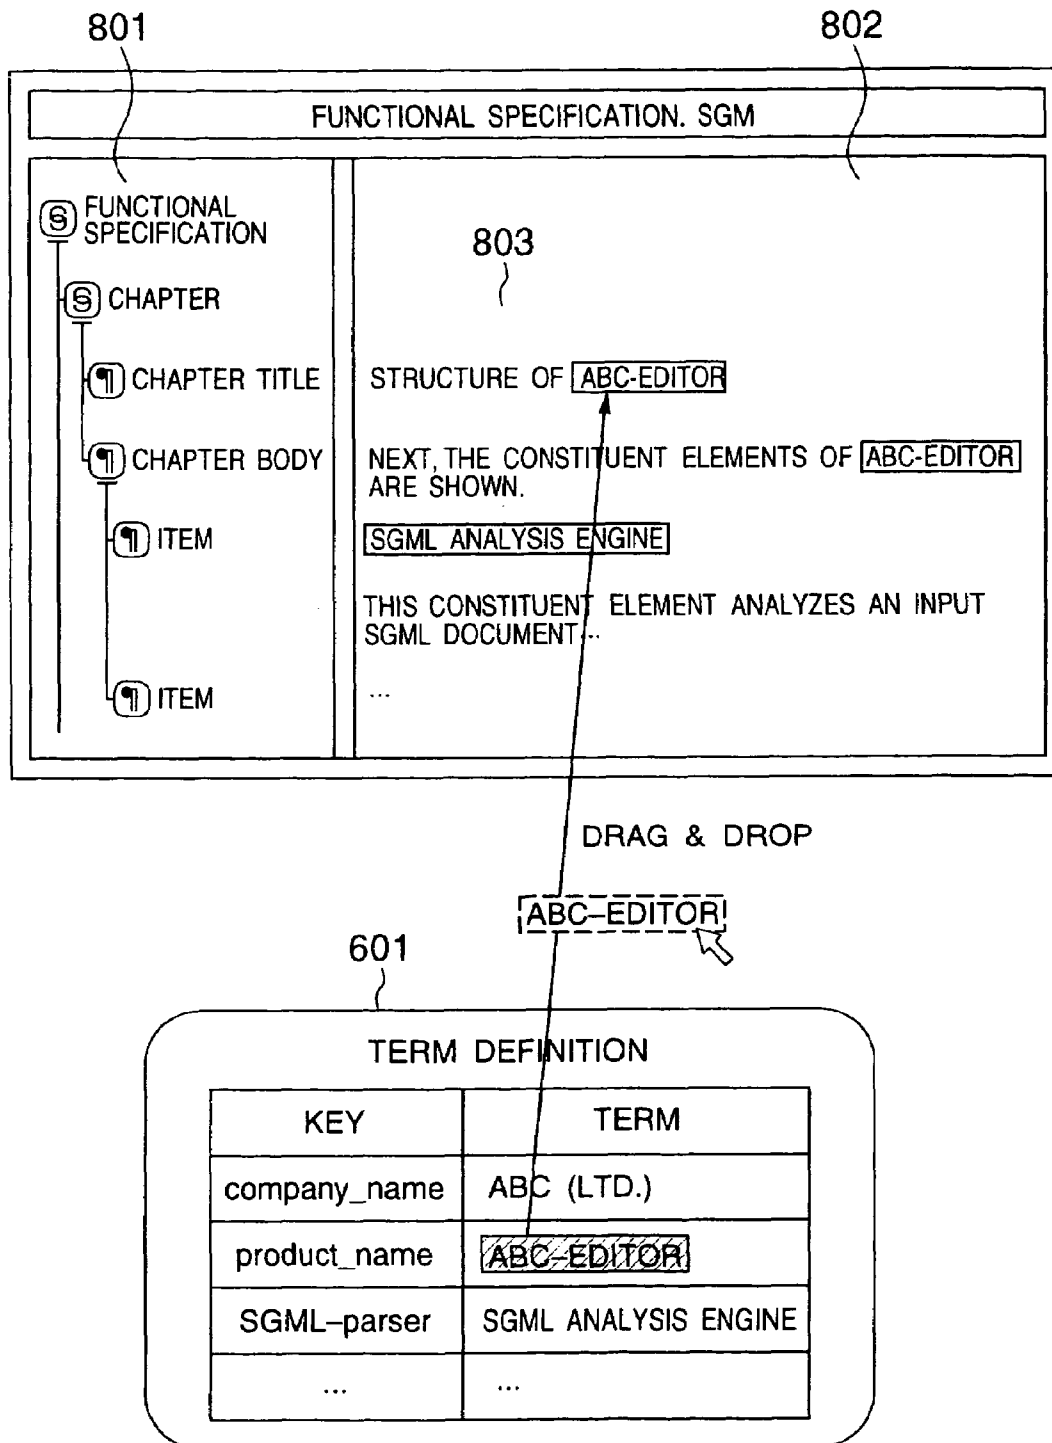 801
802
FUNCTIONAL SPECIFICATION. SGM
FUNCTIONAL
SPECIFICATION
803
CHAPTER
CHAPTER TITLE
STRUCTURE OF ABC-EDITOR
CHAPTER BODY
NEXT, THE CONSTITUENT ELEMENTS OF ABC-EDITOR
ARE SHOWN.
ITEM
SGML ANALYSIS ENGINE
THIS CONSTITUENT ELEMENT ANALYZES AN INPUT
SGML DOCUMENT...
ITEM
...
DRAG & DROP
ABC–EDITOR
601
TERM DEFINITION
KEY
TERM
company_name
ABC (LTD.)
product_name
ABC–EDITOR
SGML–parser
SGML ANALYSIS ENGINE
...
...